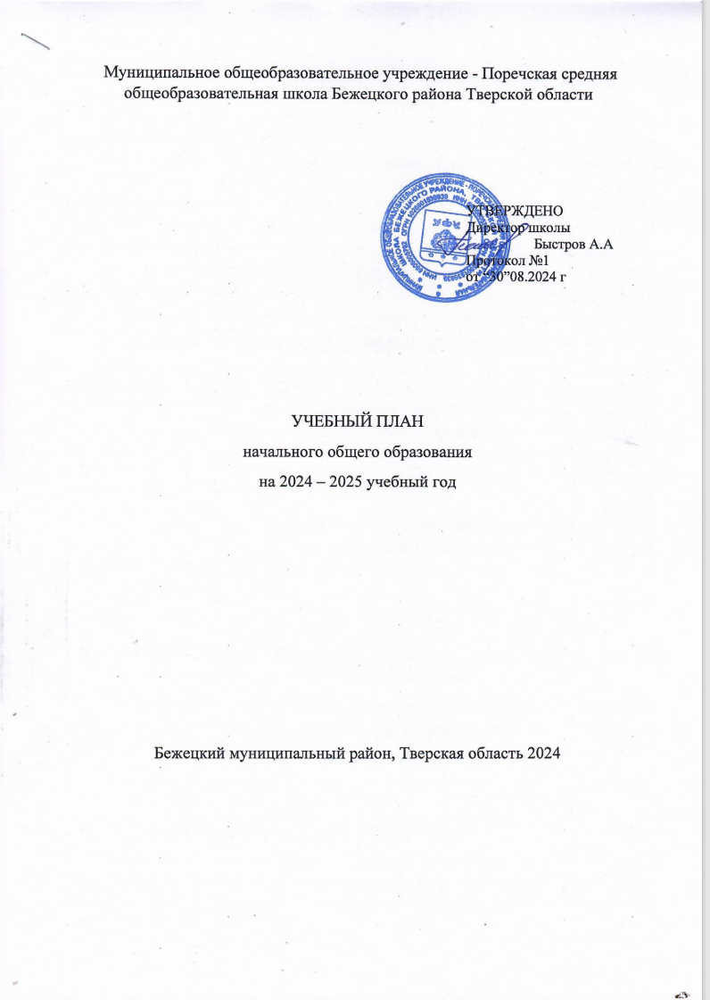 Муниципальное общеобразовательное учреждение - Поречская средняя
общеобразовательная школа Бежецкого района Тверской области
УТВЕРЖДЕНО
Директор школы
Быстров А.А
Протокол №1
от “30”08.2024 г
УЧЕБНЫЙ ПЛАН
начального общего образования
на 2024 – 2025 учебный год
Бежецкий муниципальный район, Тверская область 2024